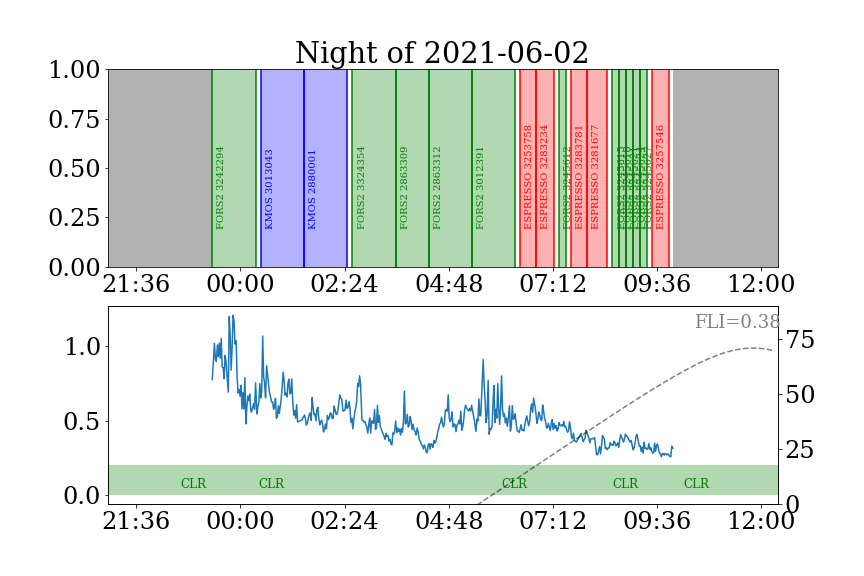 Night of 2021-06-02
1.00
0.75
0.50
0.25
0.00
FORS2 3242294
KMOS 3013043
KMOS 2880001
FORS2 3324354
FORS2 2863309
FORS2 2863312
FORS2 3012391
ESPRESSO 3253758
ESPRESSO 3283234
FORS2 3245612
ESPRESSO 3283781
ESPRESSO 3281677
ESPRESSO 3257546
21:36 00:00 02:24 04:48 07:12 09:36 12:00
FLI=0.38
1.0
0.5
0.0
75
50
25
0
CLR CLR CLR CLR CLR
21:36 00:00 02:24 04:48 07:12 09:36 12:00